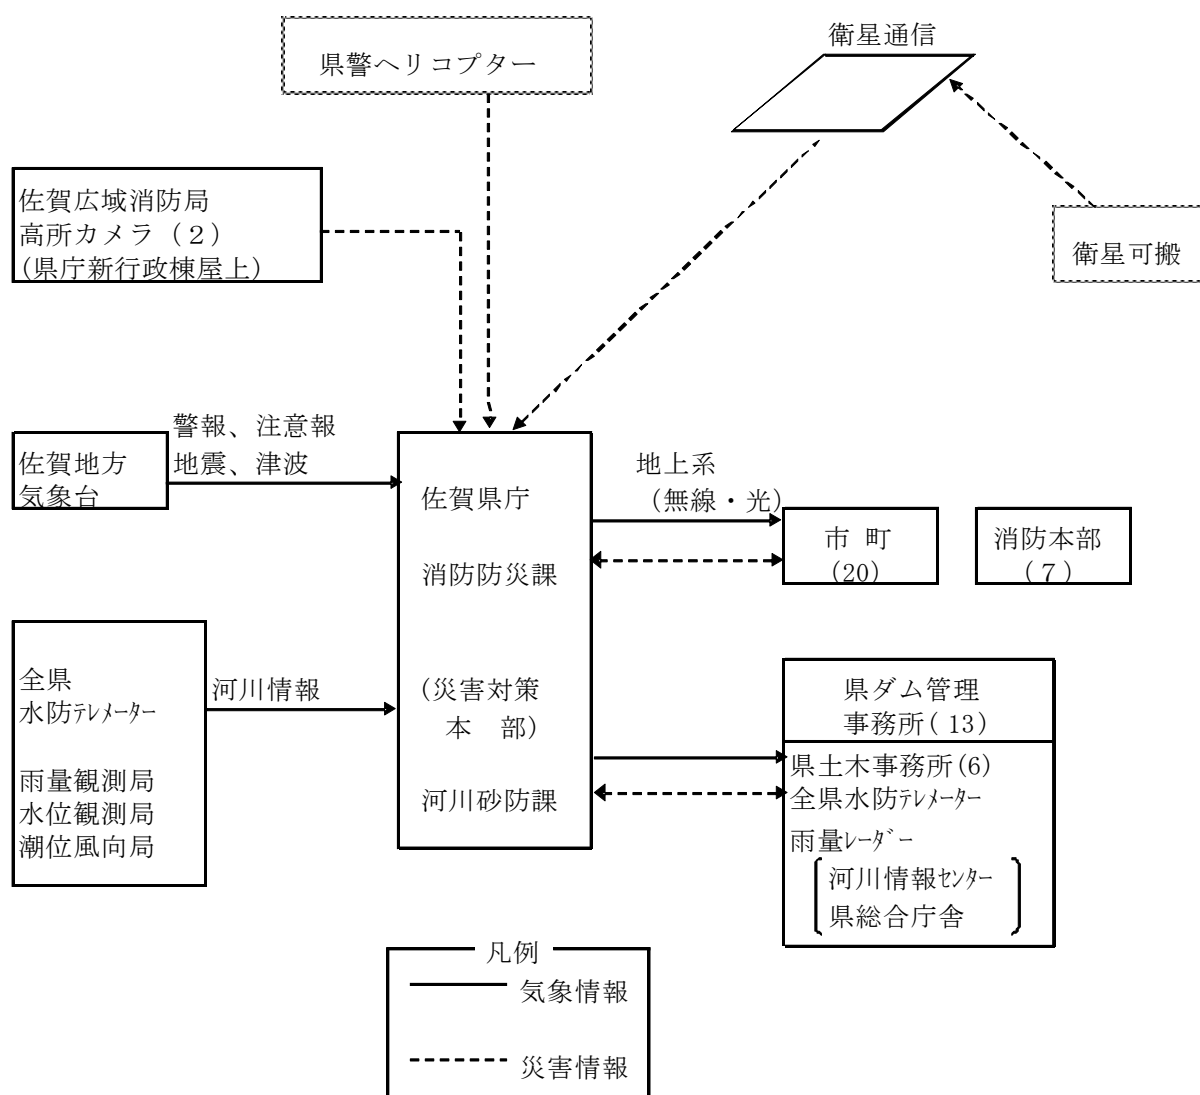 衛星通信
県警ヘリコプター
佐賀広域消防局
高所カメラ(2)
(県庁新行政棟屋上)
衛星可搬
警報、注意報
地震、津波
佐賀地方
気象台
佐賀県庁
消防防災課
(災害対策
本 部)
河川砂防課
地上系
(無線・光)
市 町
(20)
消防本部
(7)
全県
水防テレメーター
雨量観測局
水位観測局
潮位風向局
河川情報
県ダム管理
事務所(13)
県土木事務所(6)
全県水防テレメーター
雨量レーダー
河川情報センター
県総合庁舎
凡例
気象情報
災害情報